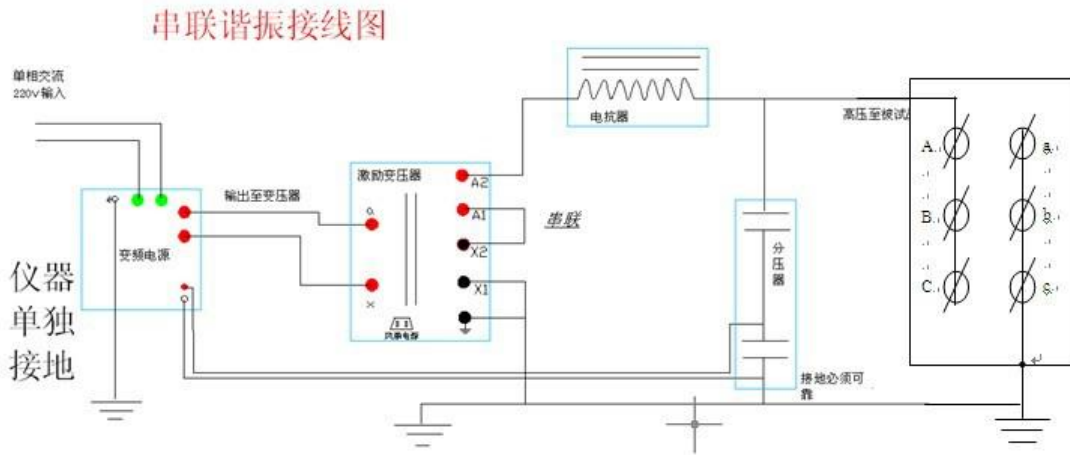 串联谐振接线图
单相交流
220V输入
电抗器
高压至被试品
激励变压器
A2
A1
X2
X1
a
x
串联
输出至变压器
变频电源
分
压
器
仪器
单独
接地
接地必须可
靠
A
B
C
a
b
c